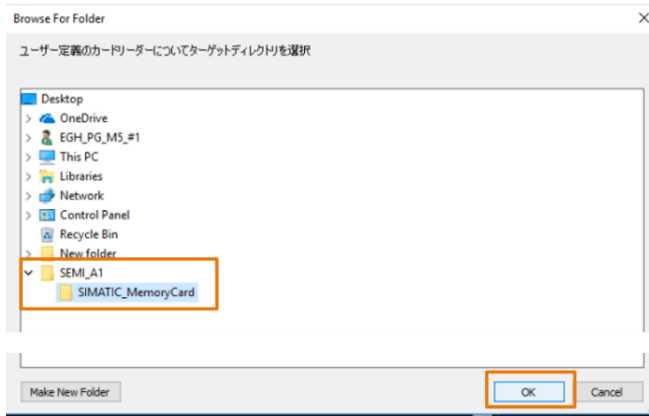 Browse For Folder
ユーザー定義のカードリーダーについてターゲットディレクトリを選択
Desktop
OneDrive
EGH_PG_M5_#1
This PC
Libraries
Network
Control Panel
Recycle Bin
New folder
SEMI_A1
SIMATIC_MemoryCard
Make New Folder
OK
Cancel